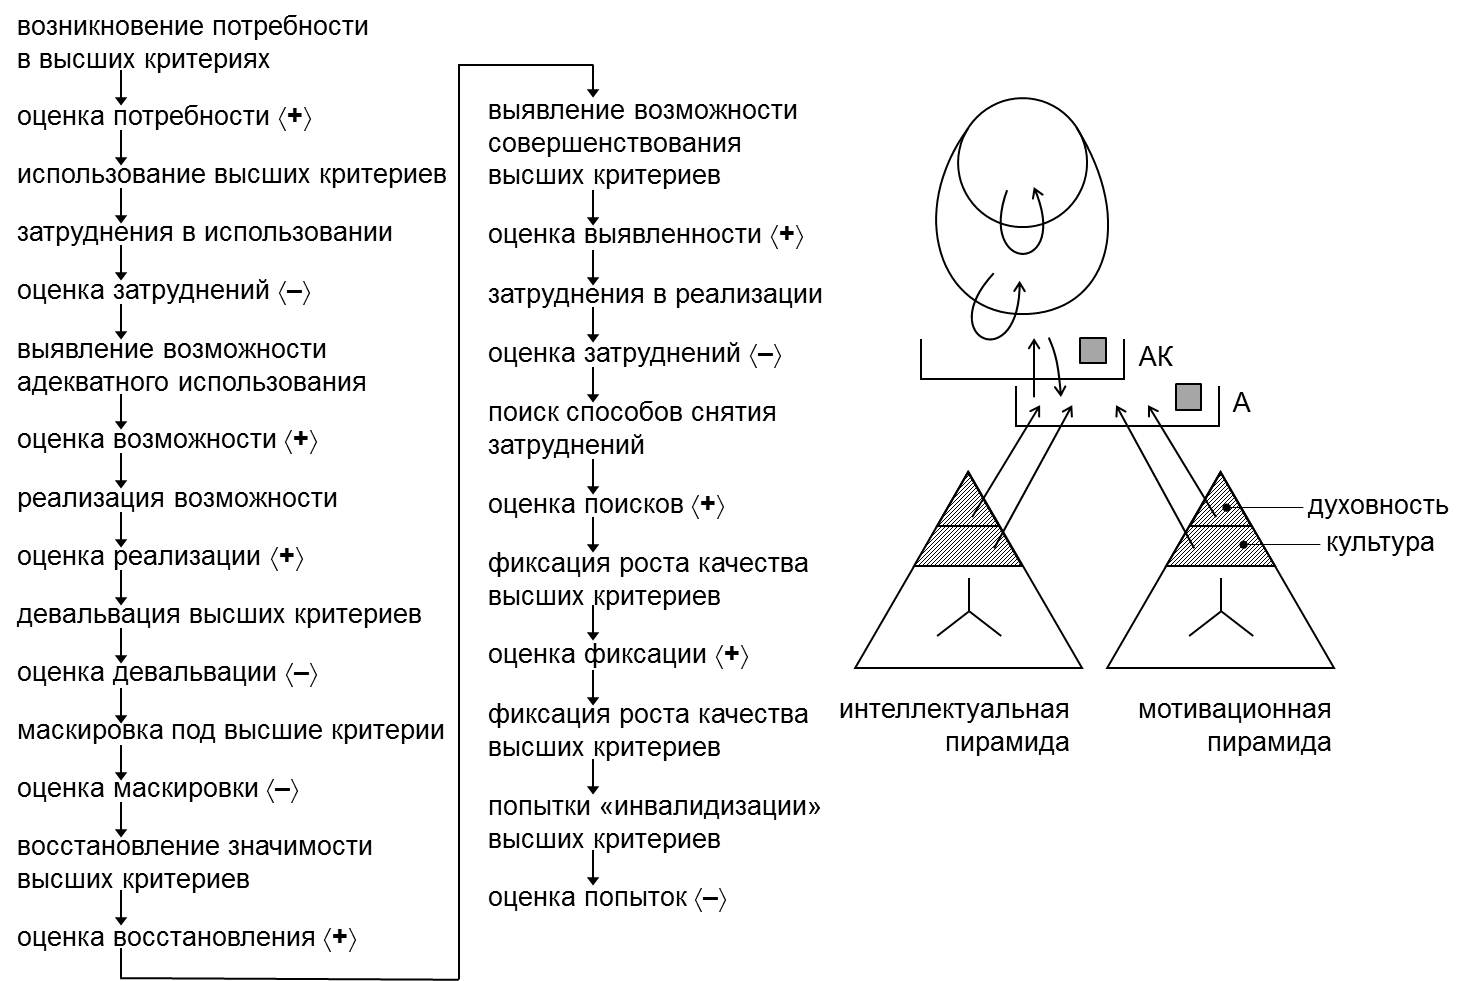 возникновение потребности
в высших критериях
оценка потребности ⟨+⟩
использование высших критериев
затруднения в использовании
оценка затруднений ⟨–⟩
выявление возможности
адекватного использования
оценка возможности ⟨+⟩
реализация возможности
оценка реализации ⟨+⟩
девальвация высших критериев
оценка девальвации ⟨–⟩
маскировка под высшие критерии
оценка маскировки ⟨–⟩
восстановление значимости
высших критериев
оценка восстановления ⟨+⟩
выявление возможности
совершенствования
высших критериев
оценка выявленности ⟨+⟩
затруднения в реализации
оценка затруднений ⟨–⟩
поиск способов снятия
затруднений
оценка поисков ⟨+⟩
фиксация роста качества
высших критериев
оценка фиксации ⟨+⟩
фиксация роста качества
высших критериев
попытки «инвалидизации»
высших критериев
оценка попыток ⟨–⟩
АК
А
духовность
культура
интеллектуальная
пирамида
мотивационная
пирамида